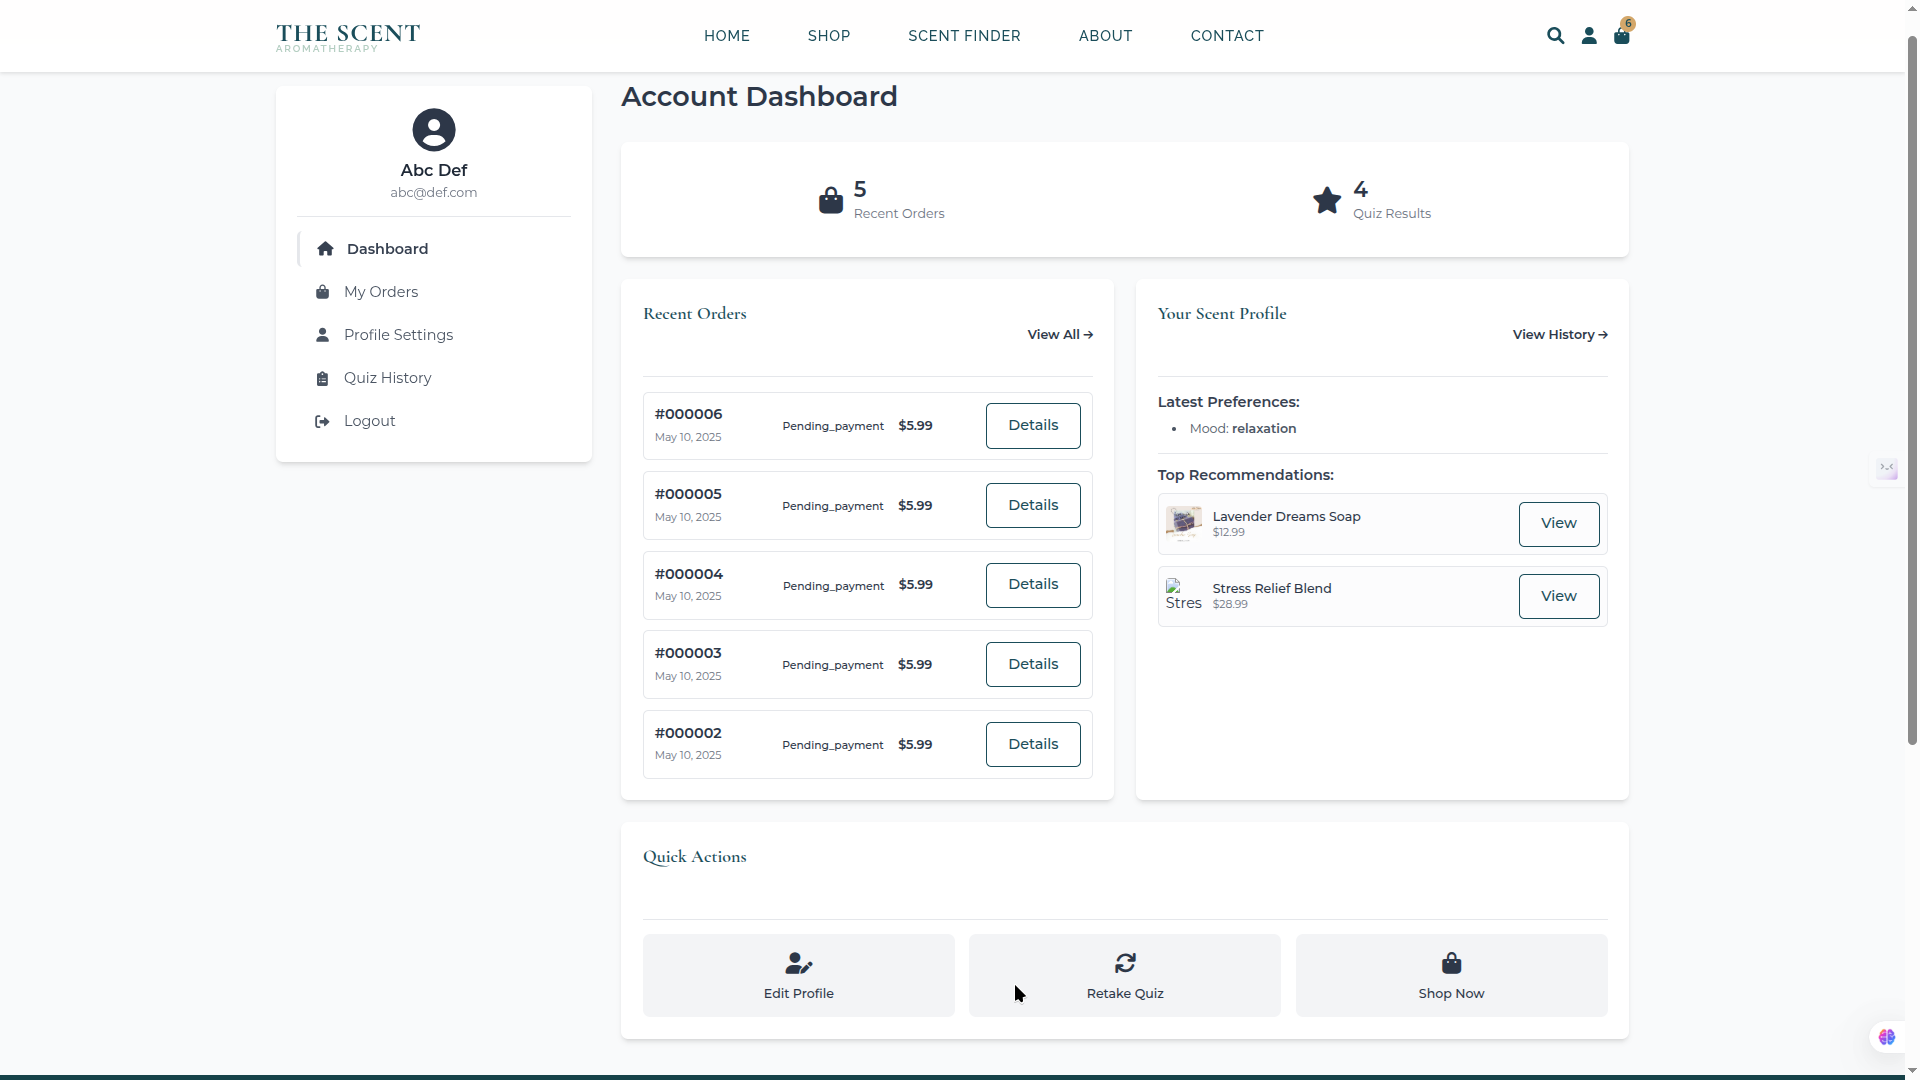 THE SCENT
AROMATHERAPY
HOME
SHOP
SCENT FINDER
ABOUT
CONTACT
6
Abc Def
abc@def.com
Dashboard
My Orders
Profile Settings
Quiz History
Logout
Account Dashboard
5
Recent Orders
4
Quiz Results
Recent Orders
View All →
#000006
May 10, 2025
Pending_payment
$5.99
Details
#000005
May 10, 2025
Pending_payment
$5.99
Details
#000004
May 10, 2025
Pending_payment
$5.99
Details
#000003
May 10, 2025
Pending_payment
$5.99
Details
#000002
May 10, 2025
Pending_payment
$5.99
Details
Your Scent Profile
View History →
Latest Preferences:
• Mood: relaxation
Top Recommendations:
Lavender Dreams Soap
$12.99
View
Stres
Stress Relief Blend
$28.99
View
Quick Actions
Edit Profile
Retake Quiz
Shop Now